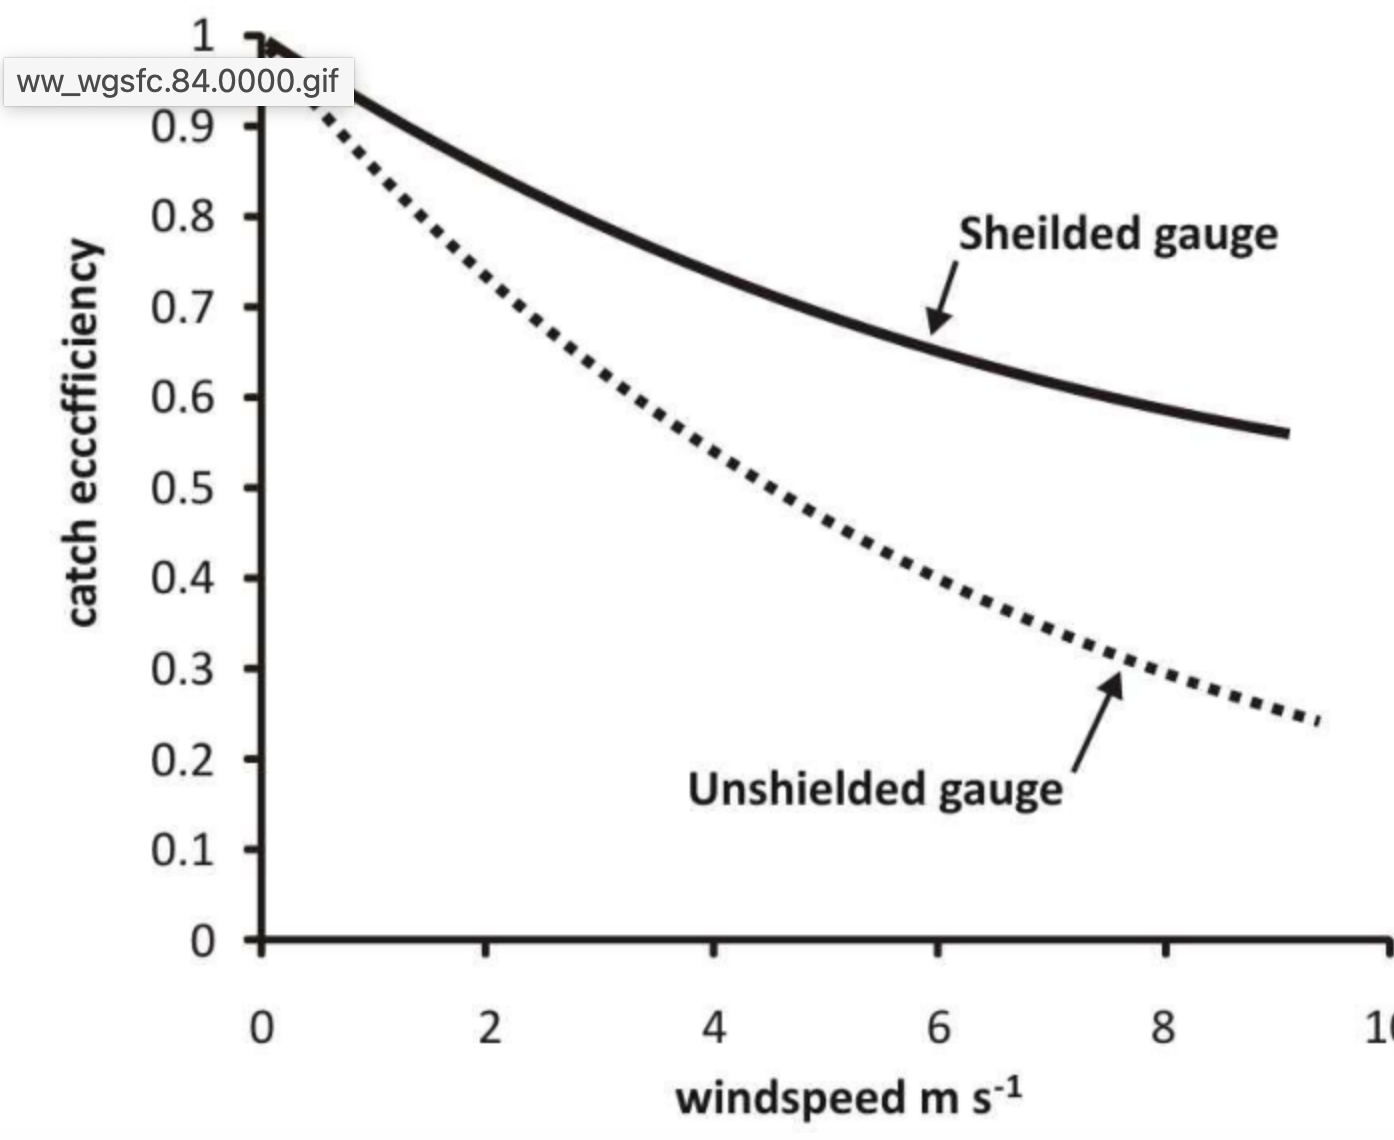 1
ww_wgsfc.84.0000.gif
0.9
0.8
Sheilded gauge
0.7
0.6
catch ecccfficiency
0.5
0.4
0.3
0.2
Unshielded gauge
0.1
0
0 2 4 6 8
windspeed m s⁻¹